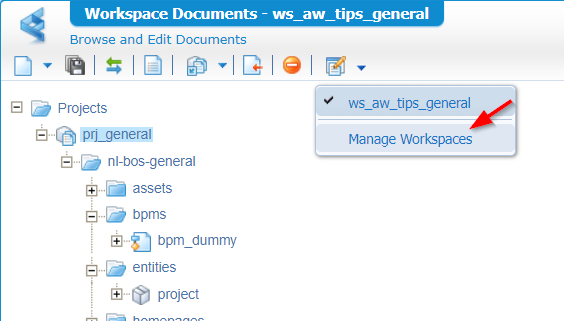 Workspace Documents - ws_aw_tips_general
Browse and Edit Documents
ws_aw_tips_general
Manage Workspaces
Projects
prj_general
nl-bos-general
assets
bpms
bpm_dummy
entities
project
homepages